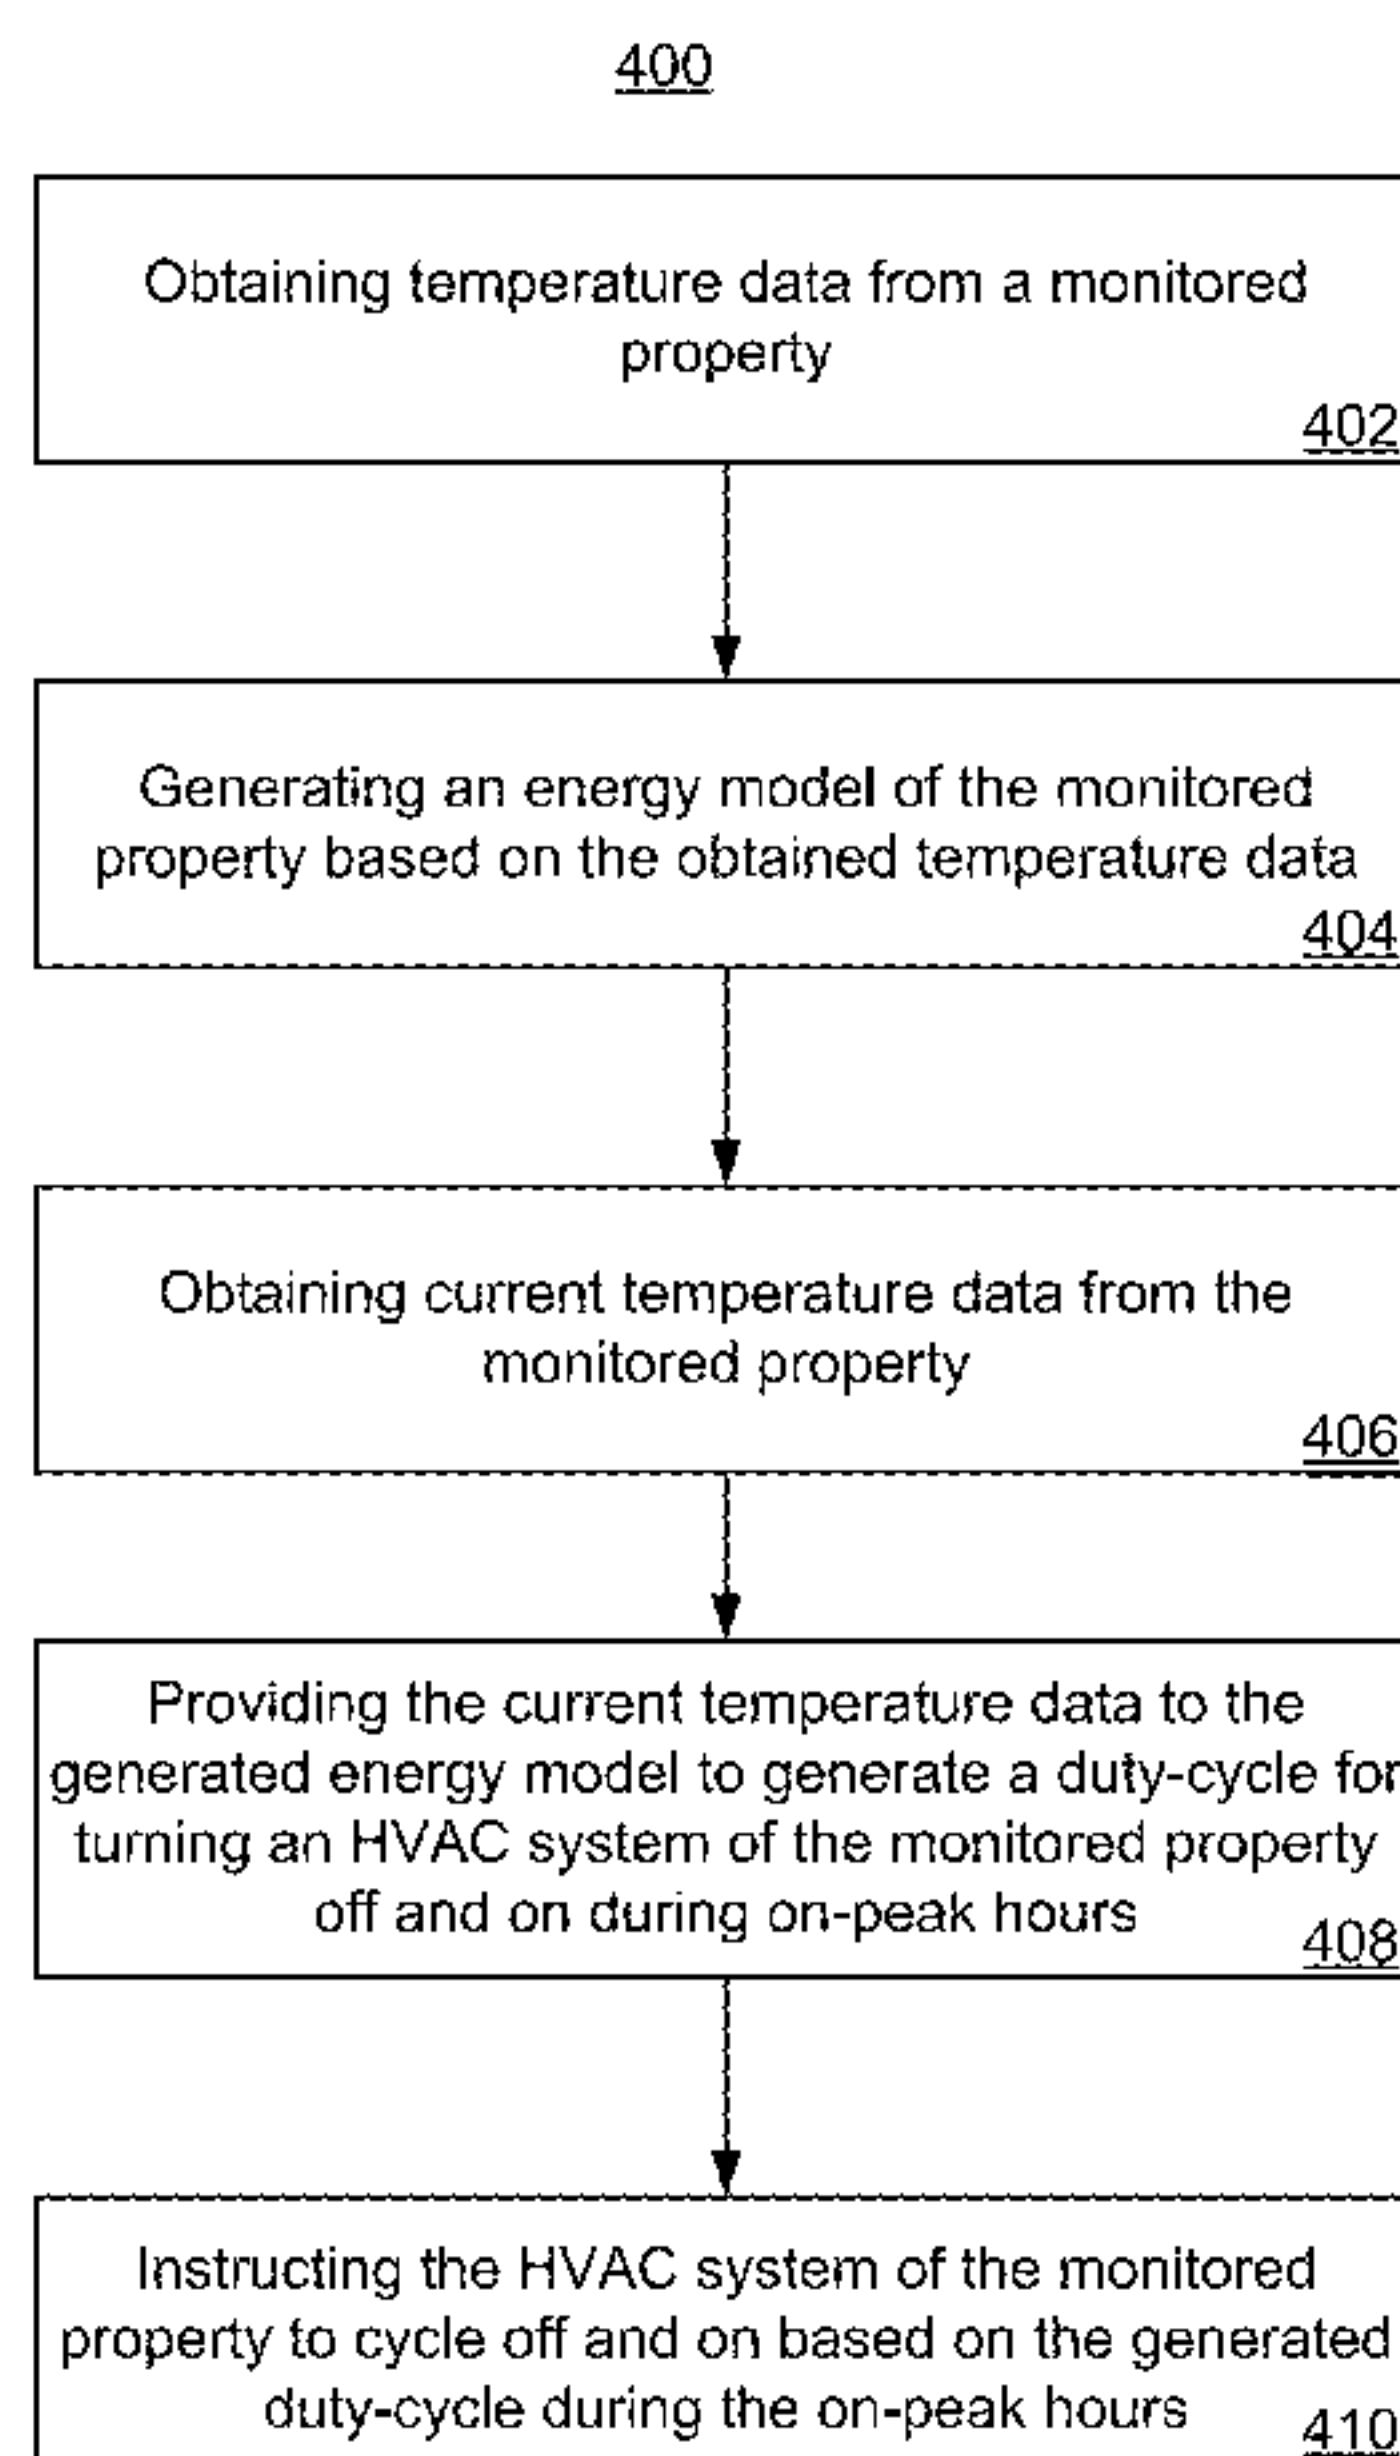 400
Obtaining temperature data from a monitored
property
402
Generating an energy model of the monitored
property based on the obtained temperature data
404
Obtaining current temperature data from the
monitored property
406
Providing the current temperature data to the
generated energy model to generate a duty-cycle for
turning an HVAC system of the monitored property
off and on during on-peak hours
408
Instructing the HVAC system of the monitored
property to cycle off and on based on the generated
duty-cycle during the on-peak hours
410